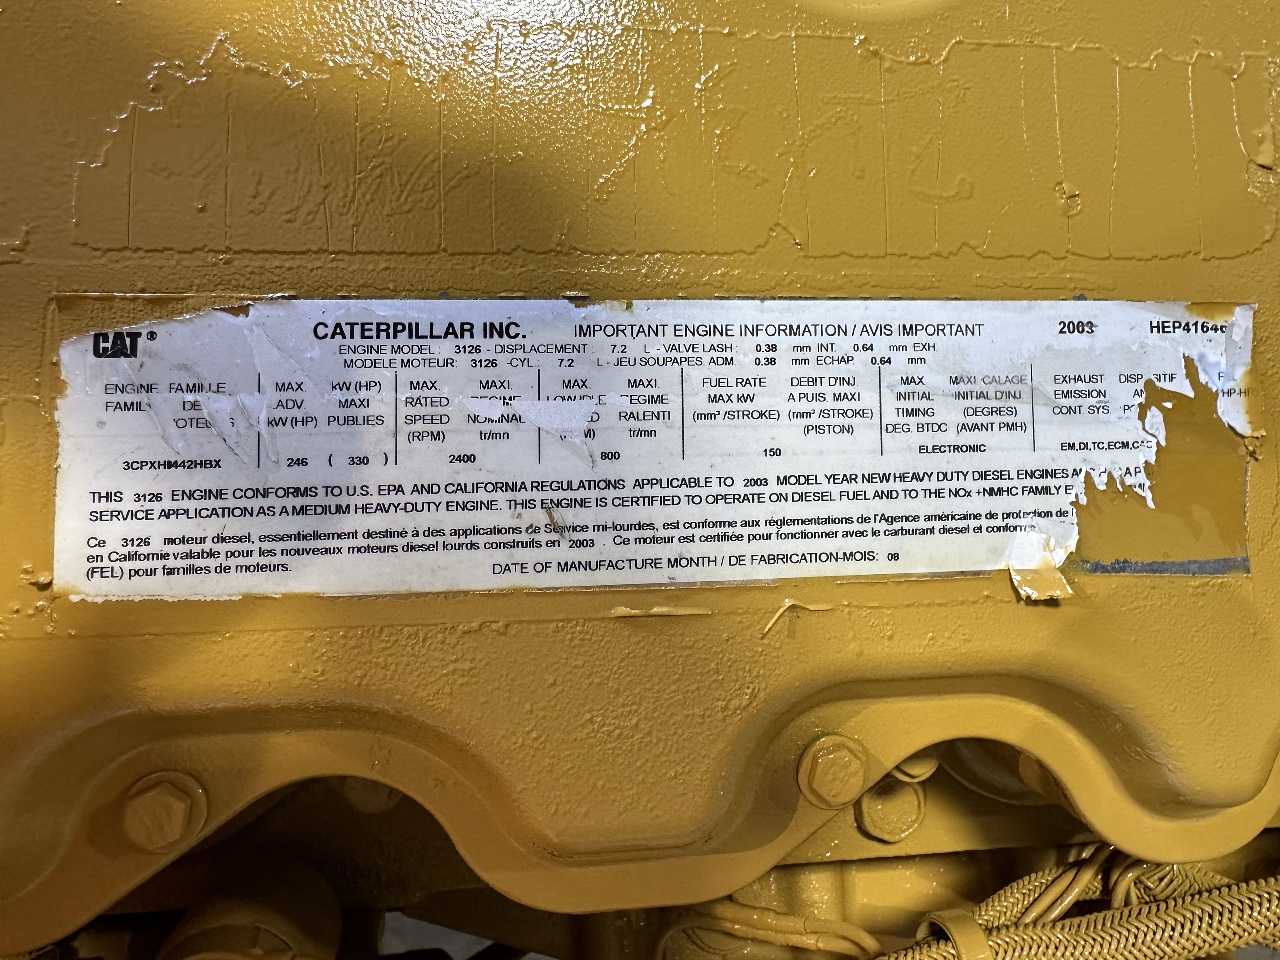 CAT® CATERPILLAR INC. IMPORTANT ENGINE INFORMATION / AVIS IMPORTANT 2003
ENGINE MODEL: 3126 - DISPLACEMENT: 7.2 L - VALVE LASH: 0.38 mm INT. 0.64 mm EXH.
MODELE MOTEUR: 3126 -CYL: 7.2 L - JEU SOUPAPES. ADM 0.38 mm ECHAP. 0.64 mm
ENGINE FAMILLE MAX. kW (HP) MAX. MAXI. MAX. MAXI. FUEL RATE DEBIT D'INJ. MAX. MAXI CALAGE EXHAUST
ADV. MAXI RATED REGIME MAX KW A PUIS. MAXI INITIAL INITIAL D'INJ. EMISSION
kW (HP) PUBLIES SPEED RALENTI (mm³ /STROKE) (mm³ /STROKE) TIMING (DEGRES) CONT SYS
(RPM) tr/mn tr/mn (PISTON) DEG. BTDC (AVANT PMH)
246 ( 330 ) 2400 800 150 ELECTRONIC EM,DI,TC,ECM,
THIS 3126 ENGINE CONFORMS TO U.S. EPA AND CALIFORNIA REGULATIONS APPLICABLE TO 2003 MODEL YEAR NEW HEAVY DUTY DIESEL ENGINES
SERVICE APPLICATION AS A MEDIUM HEAVY-DUTY ENGINE. THIS ENGINE IS CERTIFIED TO OPERATE ON DIESEL FUEL AND TO THE NOx +NMHC FAMILY
Ce 3126 moteur diesel, essentiellement destiné à des applications de Service mi-lourdes, est conforme aux réglementations de l'Agence américaine de protection de
en Californie valable pour les nouveaux moteurs diesel lourds construits en 2003 . Ce moteur est certifiée pour fonctionner avec le carburant diesel et
(FEL) pour familles de moteurs. DATE OF MANUFACTURE MONTH / DE FABRICATION-MOIS: 08